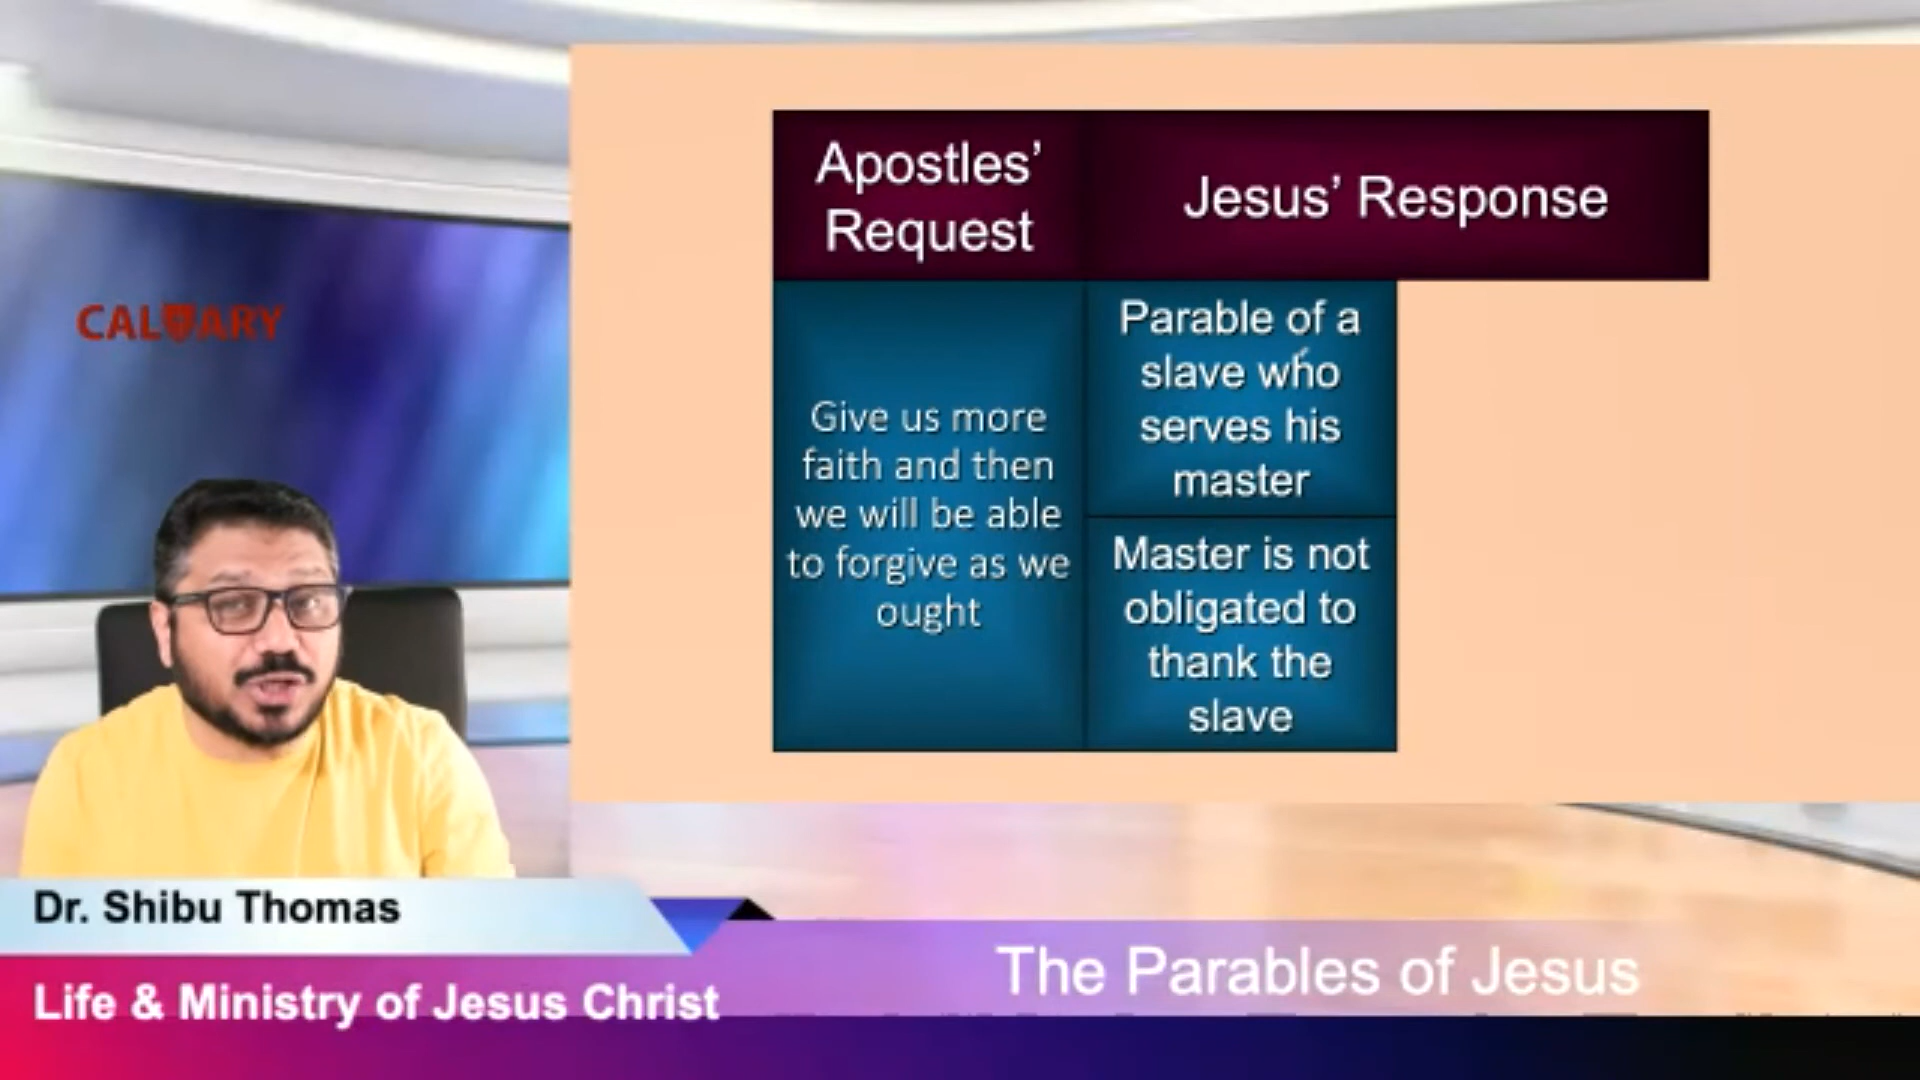 CALVARY
Apostles’
Request
Jesus’ Response
Give us more
faith and then
we will be able
to forgive as we
ought
Parable of a
slave who
serves his
master
Master is not
obligated to
thank the
slave
Dr. Shibu Thomas
Life & Ministry of Jesus Christ
The Parables of Jesus